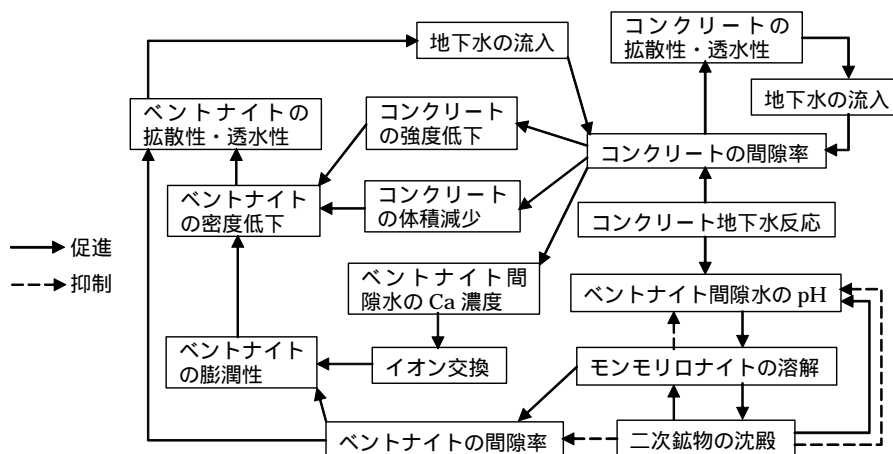 コンクリートの
拡散性・透水性
地下水の流入
地下水の流入
ベントナイトの
拡散性・透水性
コンクリート
の強度低下
コンクリートの間隙率
ベントナイト
の密度低下
コンクリート
の体積減少
コンクリート地下水反応
促進
抑制
ベントナイト間
隙水の Ca 濃度
ベントナイト間隙水の pH
ベントナイト
の膨潤性
イオン交換
モンモリロナイトの溶解
ベントナイトの間隙率
二次鉱物の沈殿